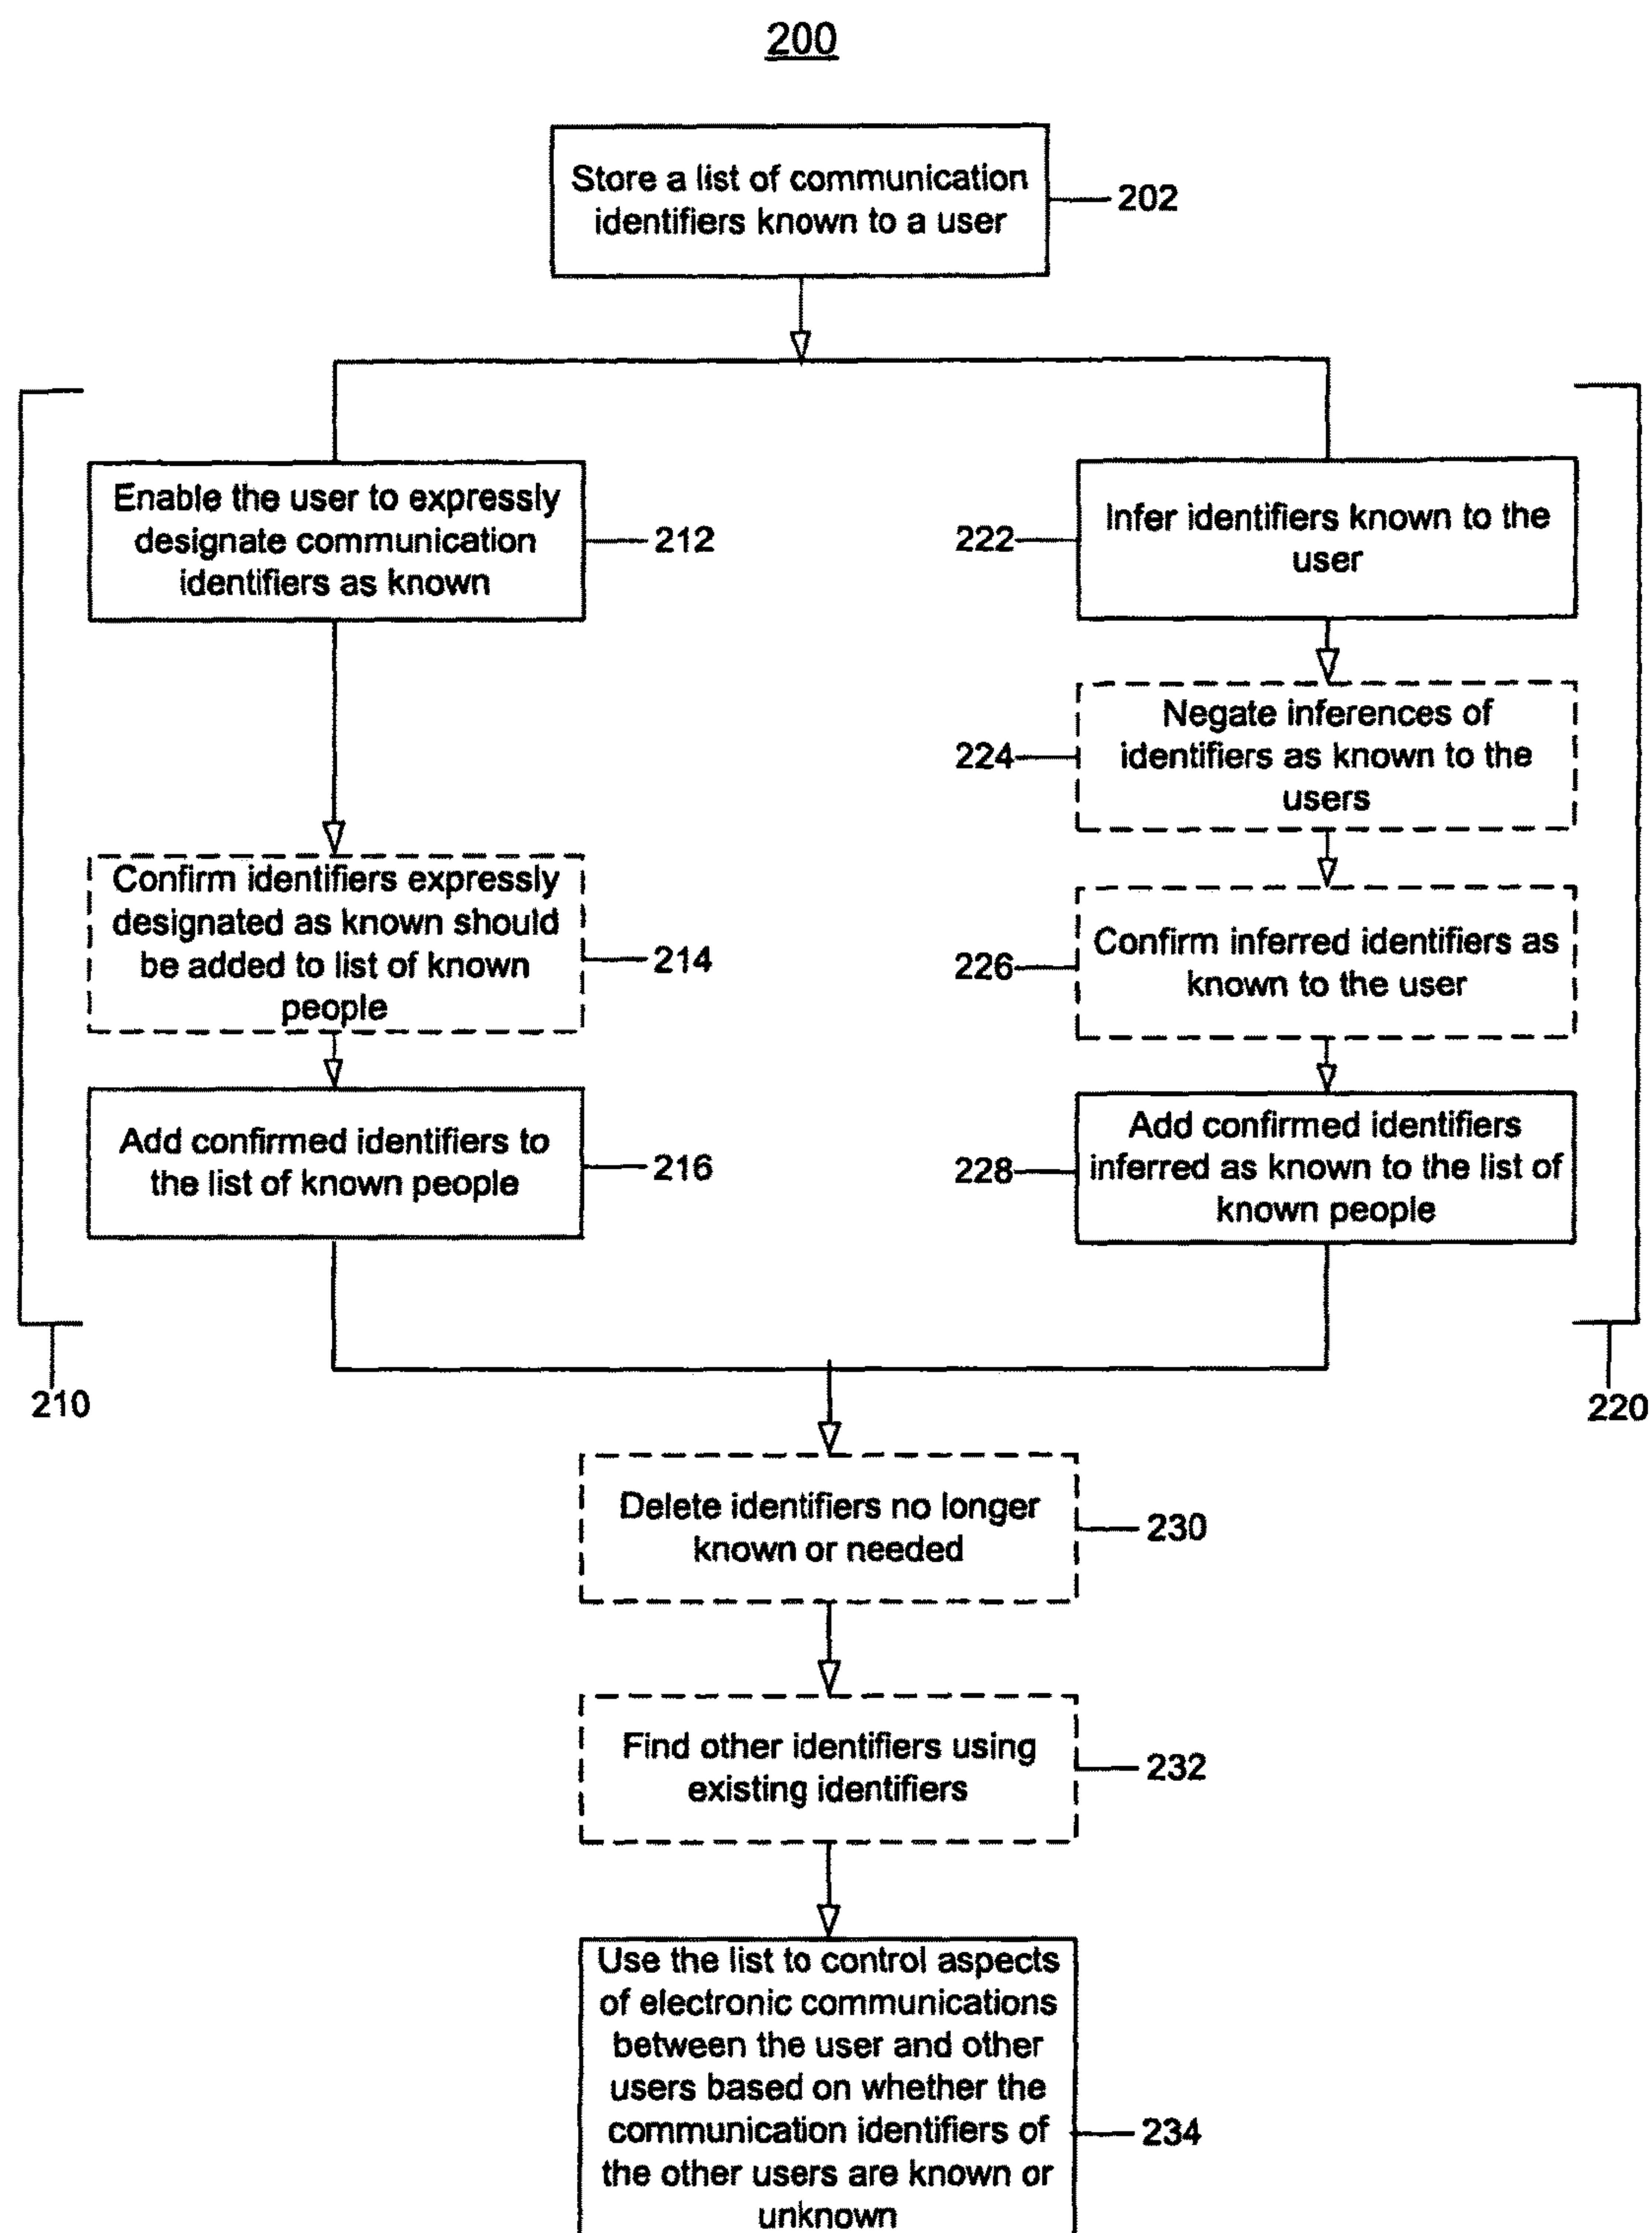 200
Store a list of communication
identifiers known to a user
202
Enable the user to expressly
designate communication
identifiers as known
212
Confirm identifiers expressly
designated as known should
be added to list of known
people
214
Add confirmed identifiers to
the list of known people
216
210
Infer identifiers known to the
user
222
Negate inferences of
identifiers as known to the
users
224
Confirm inferred identifiers as
known to the user
226
Add confirmed identifiers
inferred as known to the list of
known people
228
220
Delete identifiers no longer
known or needed
230
Find other identifiers using
existing identifiers
232
Use the list to control aspects
of electronic communications
between the user and other
users based on whether the
communication identifiers of
the other users are known or
unknown
234